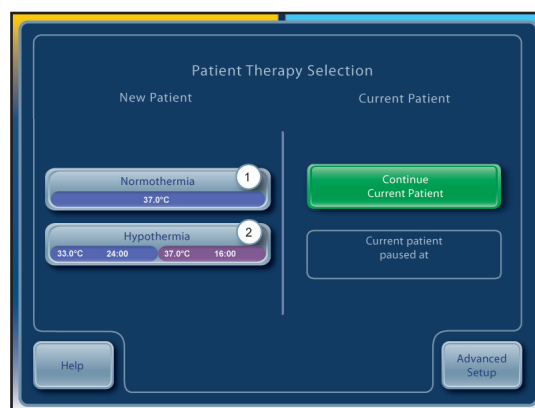 Patient Therapy Selection
New Patient
Current Patient
Normothermia
1
37.0°C
Hypothermia
2
33.0°C 24:00 37.0°C 16:00
Continue
Current Patient
Current patient
paused at
Help
Advanced
Setup